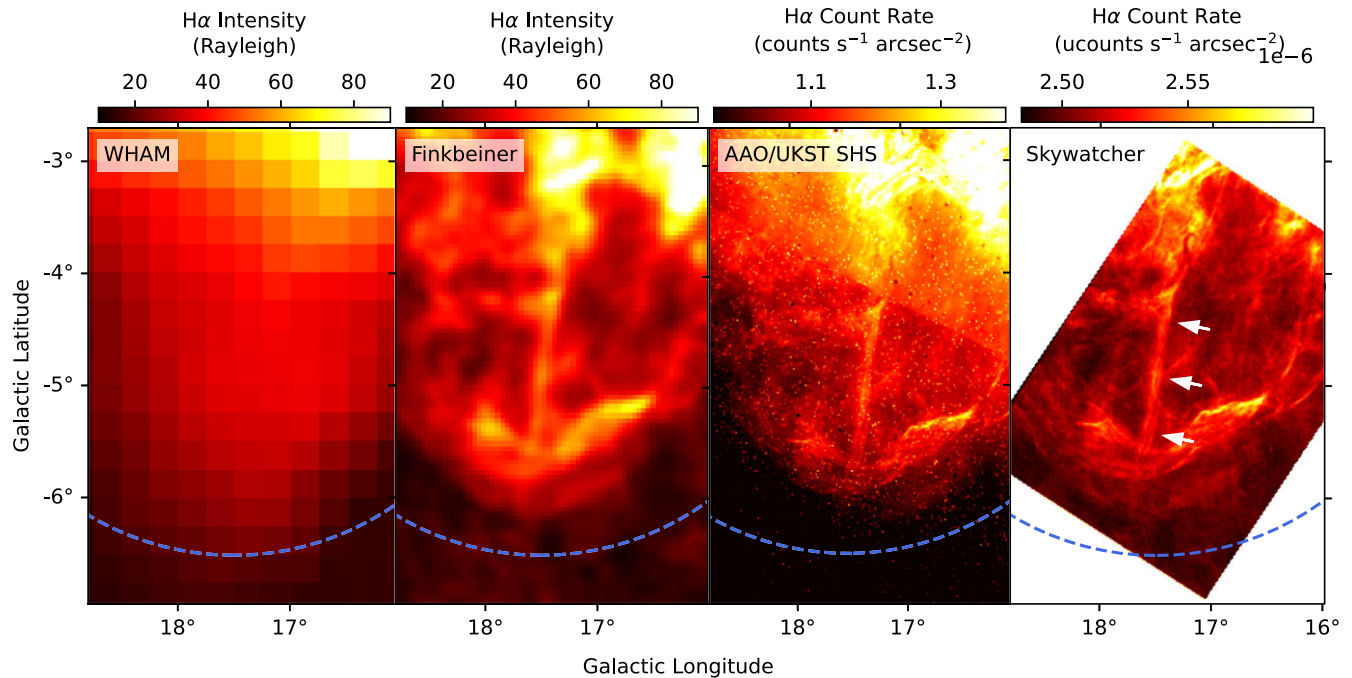 Hα Intensity
(Rayleigh)
Hα Intensity
(Rayleigh)
Hα Count Rate
(counts s⁻¹ arcsec⁻²)
Hα Count Rate
(ucounts s⁻¹ arcsec⁻²)
1e−6
20 40 60 80
20 40 60 80
1.1 1.3
2.50 2.55
WHAM
Finkbeiner
AAO/UKST SHS
Skywatcher
Galactic Latitude
-3°
-4°
-5°
-6°
18° 17°
18° 17°
18° 17°
18° 17° 16°
Galactic Longitude